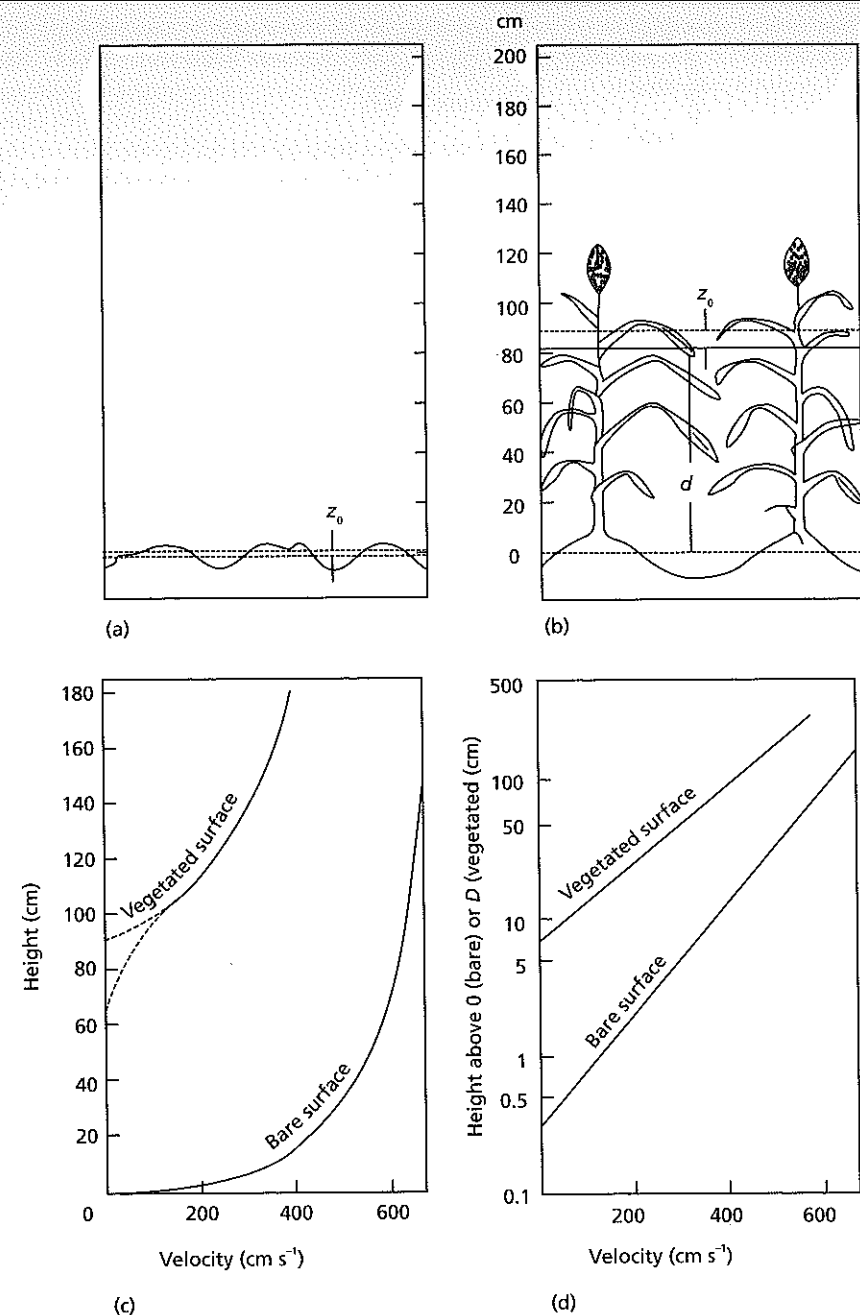 cm
200
180
160
140
120
100
80
60
40
20
0
z₀
z₀
d
(a)
(b)
180
160
140
120
100
80
60
40
20
0
200
400
600
Height (cm)
Vegetated surface
Bare surface
Velocity (cm s⁻¹)
(c)
500
100
50
10
5
1
0.5
0.1
200
400
600
Height above 0 (bare) or D (vegetated (cm)
Vegetated surface
Bare surface
Velocity (cm s⁻¹)
(d)